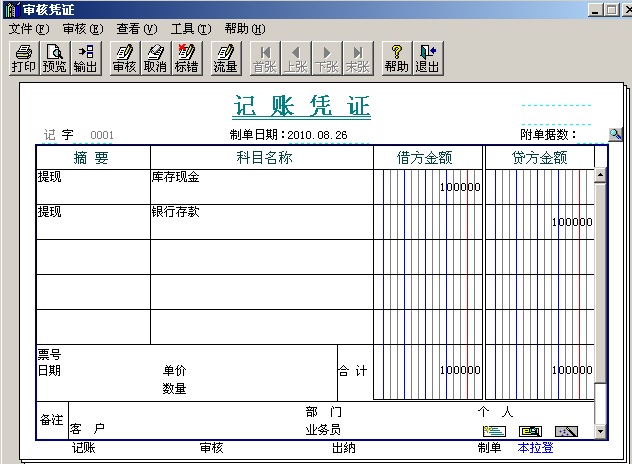 审核凭证
文件(F) 审核(E) 查看(V) 工具(T) 帮助(H)
打印 预览 输出 审核 取消 标错 流量 首张 上张 下张 末张 帮助 退出
记 账 凭 证
记 字 0001 制单日期:2010.08.26 附单据数:
摘 要 科目名称 借方金额 贷方金额
提现 库存现金 100000
提现 银行存款 100000
票号
日期 单价 合 计 100000 100000
数量
备注 部 门 个 人
客 户 业务员
记账 审核 出纳 制单 本拉登